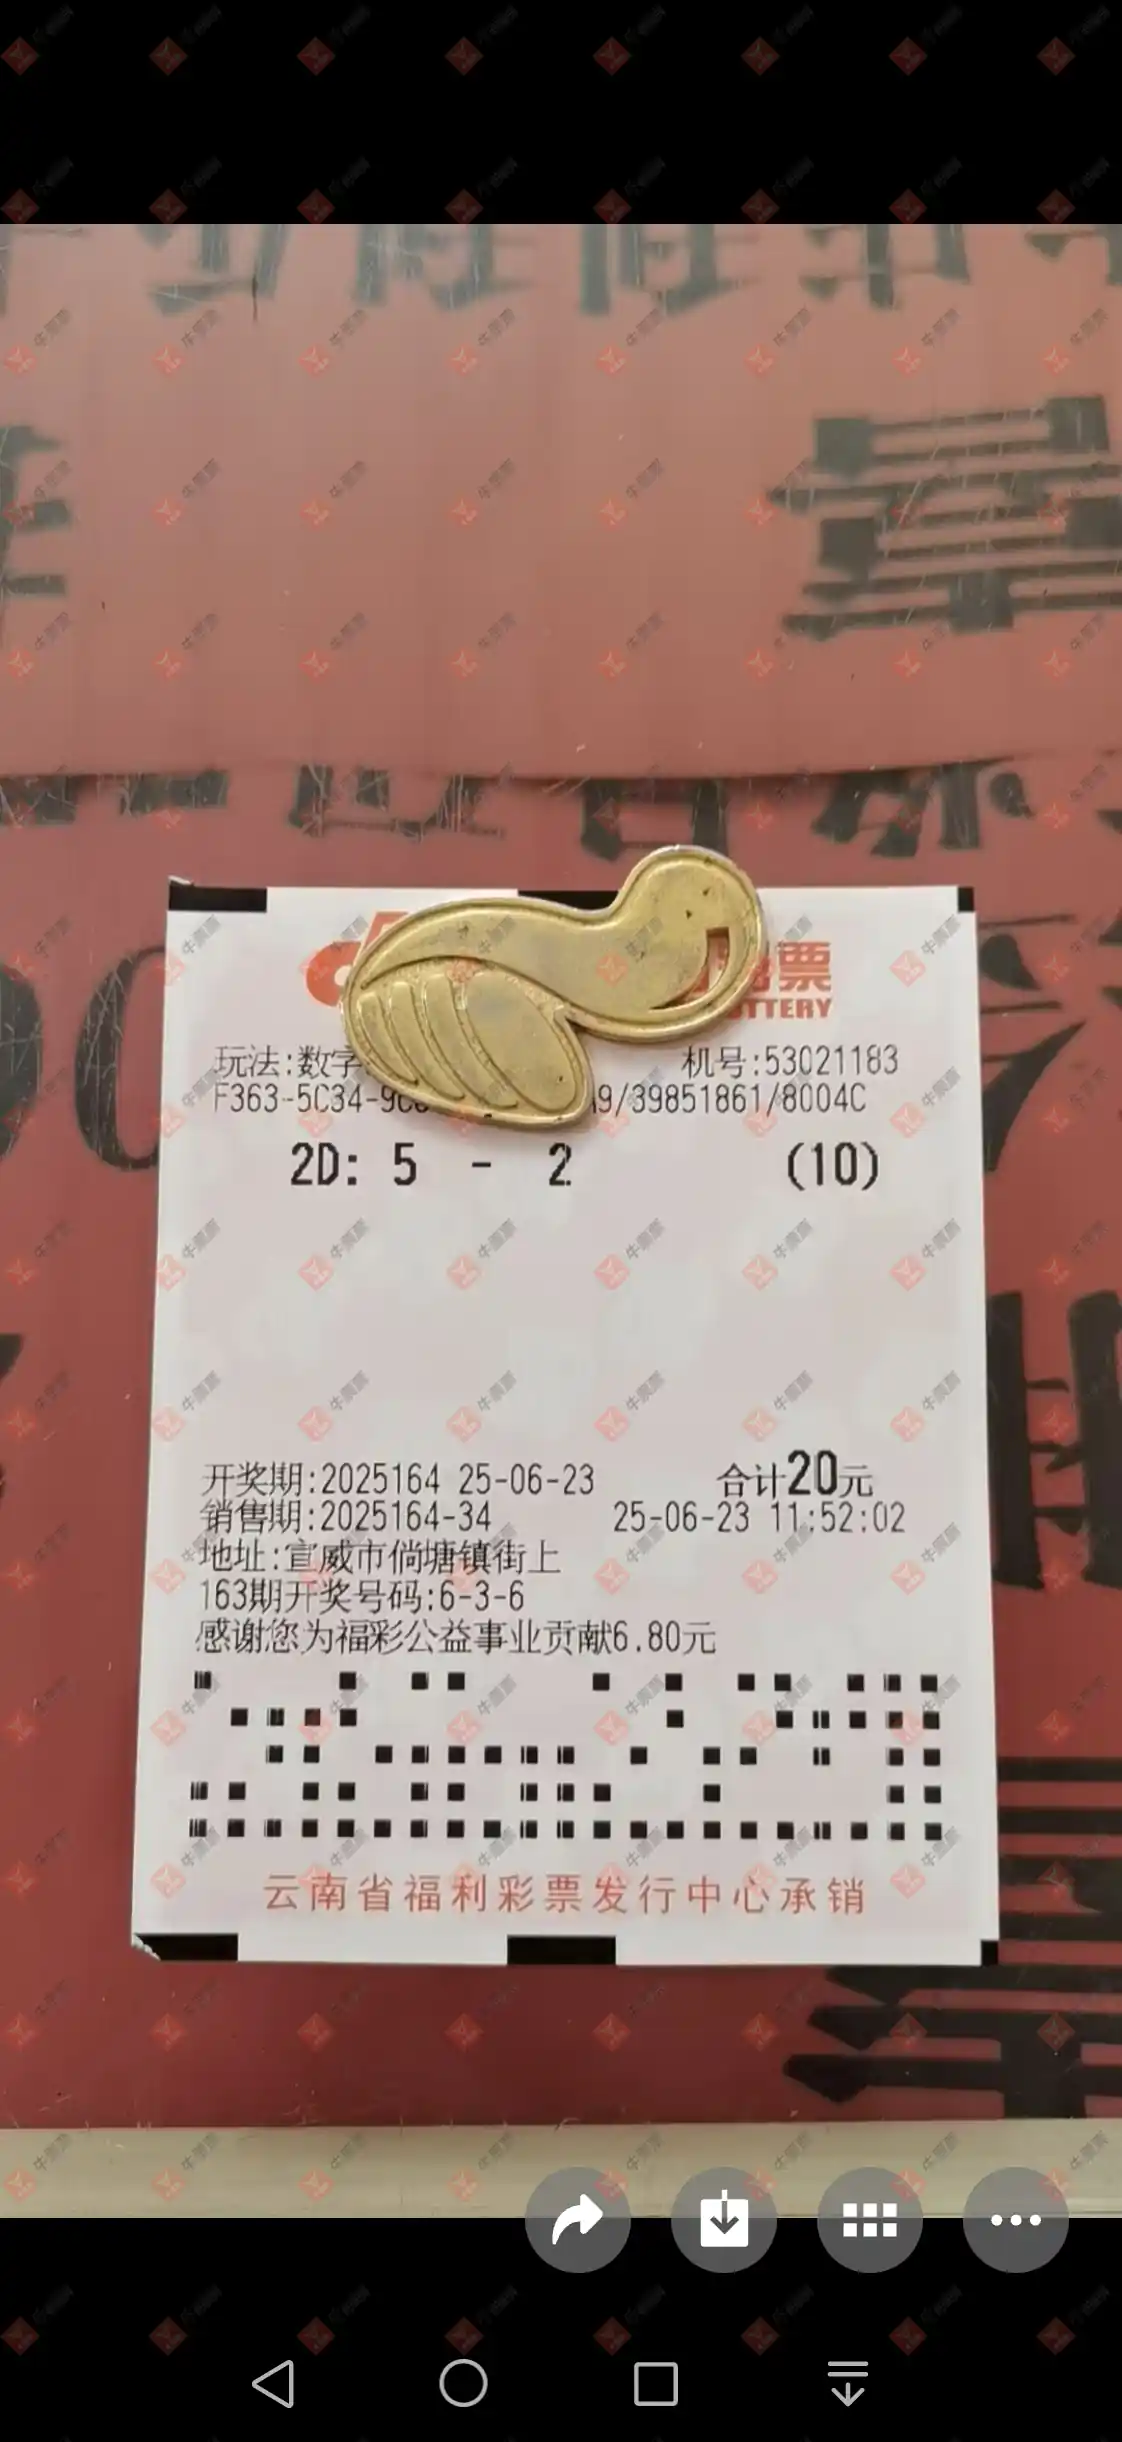 票
OTTERY
玩法:数字
机号:53021183
F363-5C34-9C
9/39851861/8004C
2D: 5 - 2 (10)
开奖期:2025164 25-06-23 合计20元
销售期:2025164-34 25-06-23 11:52:02
地址:宣威市倘塘镇街上
163期开奖号码:6-3-6
感谢您为福彩公益事业贡献6.80元
云南省福利彩票发行中心承销
牛票票